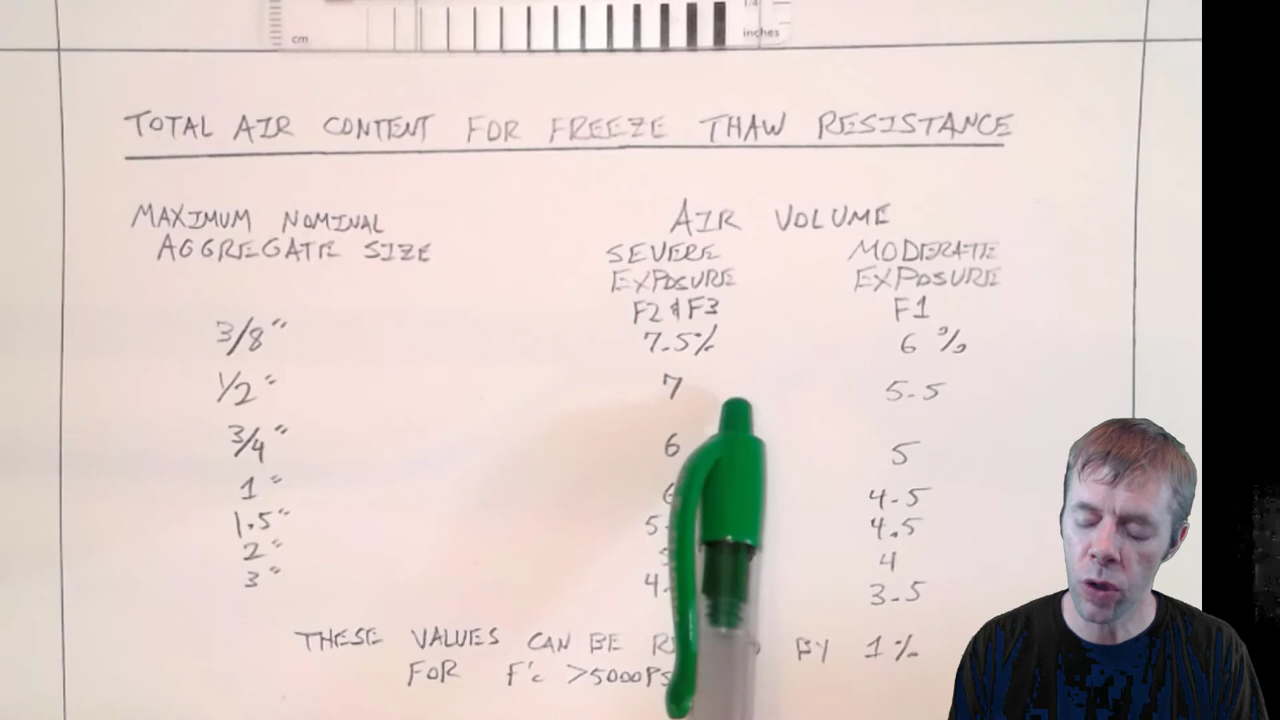 1/4
cm
inches
TOTAL AIR CONTENT FOR FREEZE THAW RESISTANCE
MAXIMUM NOMINAL
AGGREGATE SIZE
AIR VOLUME
SEVERE MODERATE
EXPOSURE EXPOSURE
F2 & F3 F1
3/8" 7.5% 6 %
1/2" 7 5.5
3/4" 6 5
1" 4.5
1.5" 5. 4.5
2" 4
3" 4. 3.5
THESE VALUES CAN BE BY 1%
FOR f'c >5000PS